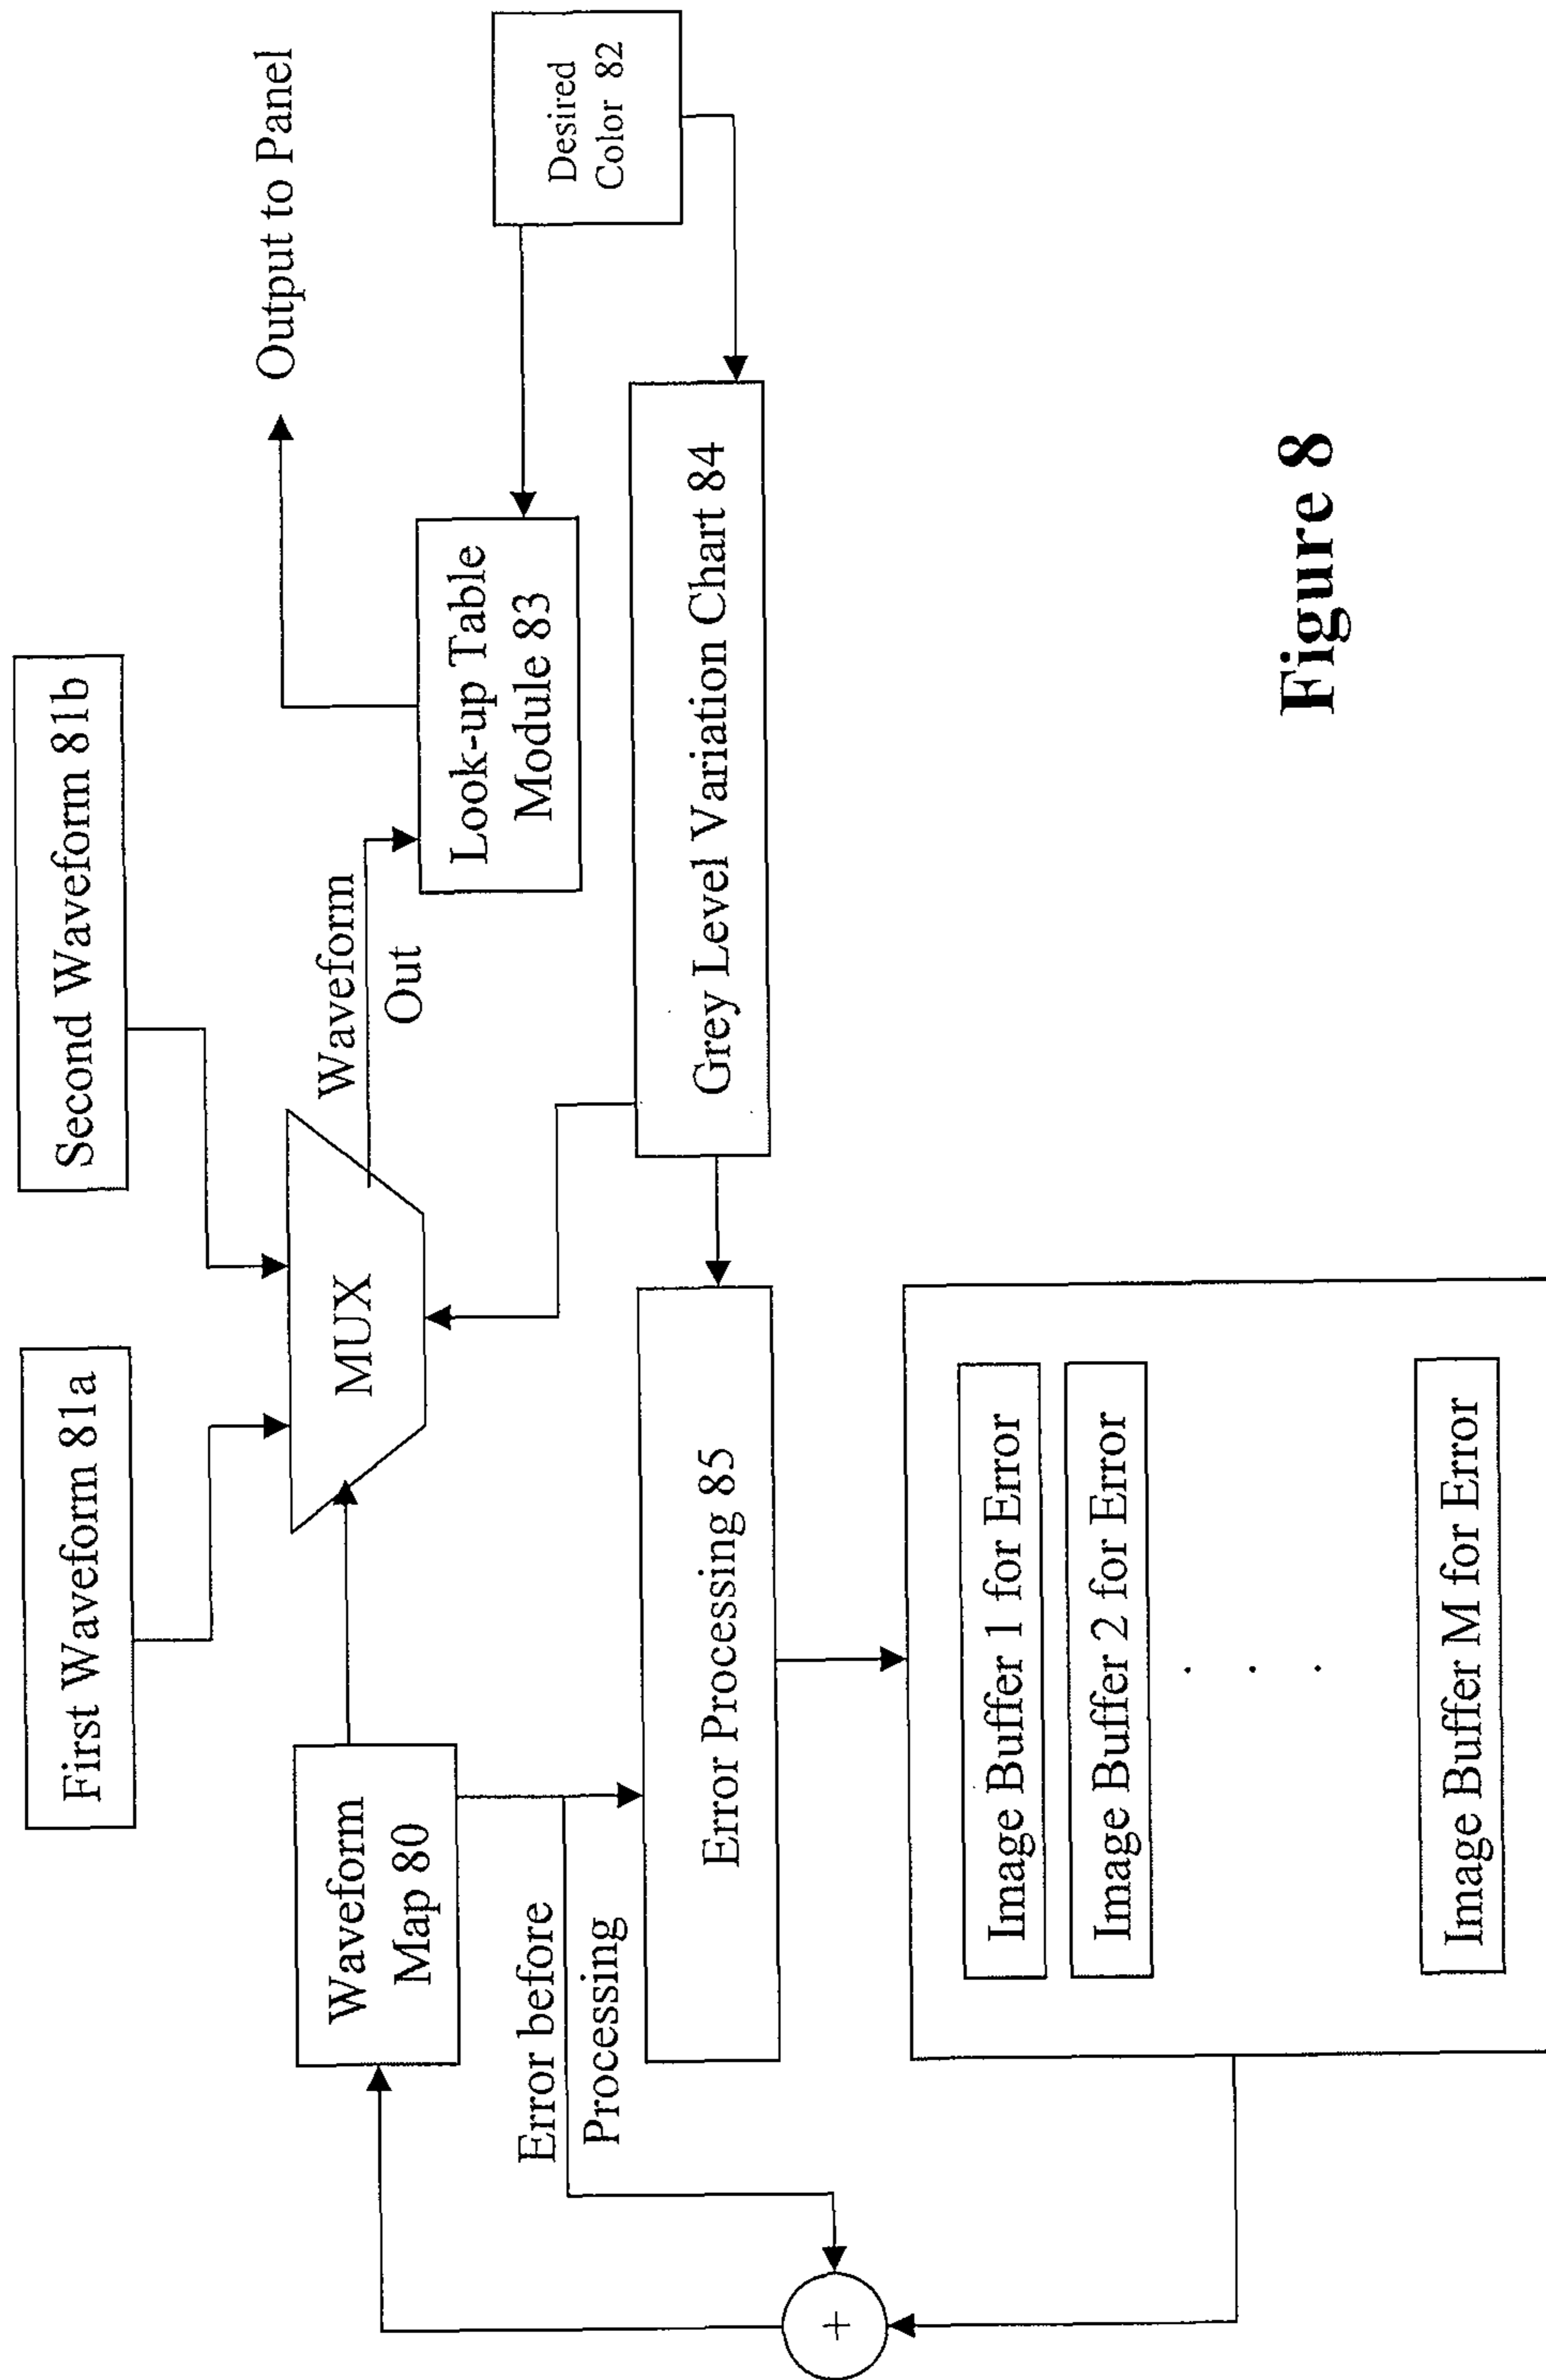 First Waveform 81a
Second Waveform 81b
Output to Panel
Waveform
Map 80
MUX
Waveform
Out
Look-up Table
Module 83
Desired
Color 82
Error before
Processing
Error Processing 85
Grey Level Variation Chart 84
+
Image Buffer 1 for Error
Image Buffer 2 for Error
.
.
.
Image Buffer M for Error
Figure 8